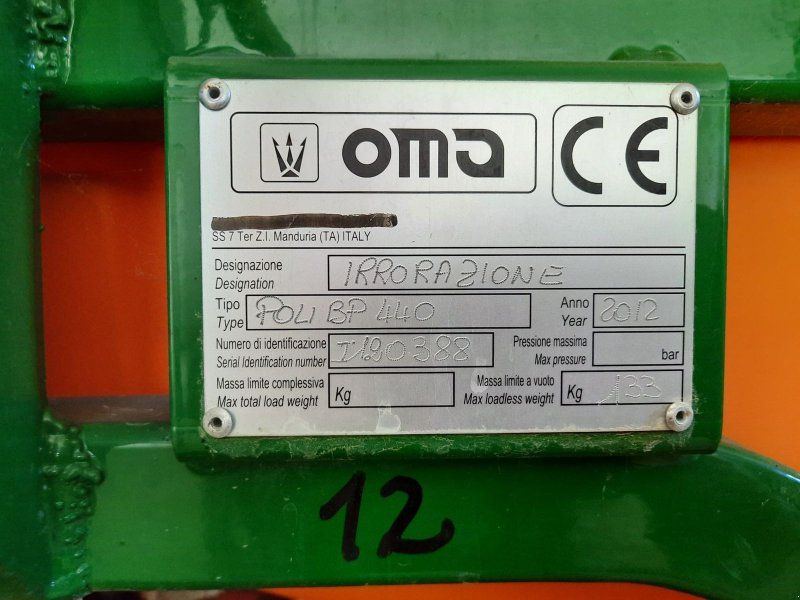 oma CE
SS 7 Ter Z.I. Manduria (TA) ITALY
Designazione IRRORAZIONE
Designation
Tipo POLI BP 440 Anno 2012
Type Year
Numero di identificazione Pressione massima
Serial Identification number Max pressure bar
Massa limite complessiva Kg Massa limite a vuoto Kg 133
Max total load weight Max loadless weight
12